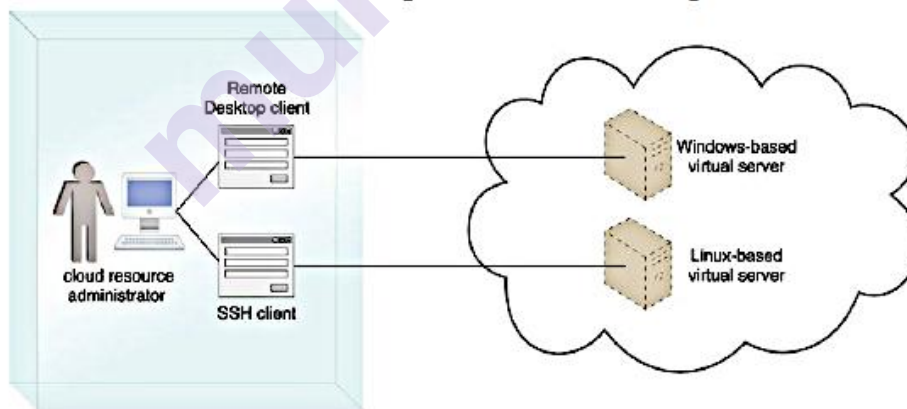 Remote
Desktop client
Windows-based
virtual server
cloud resource
administrator
SSH client
Linux-based
virtual server